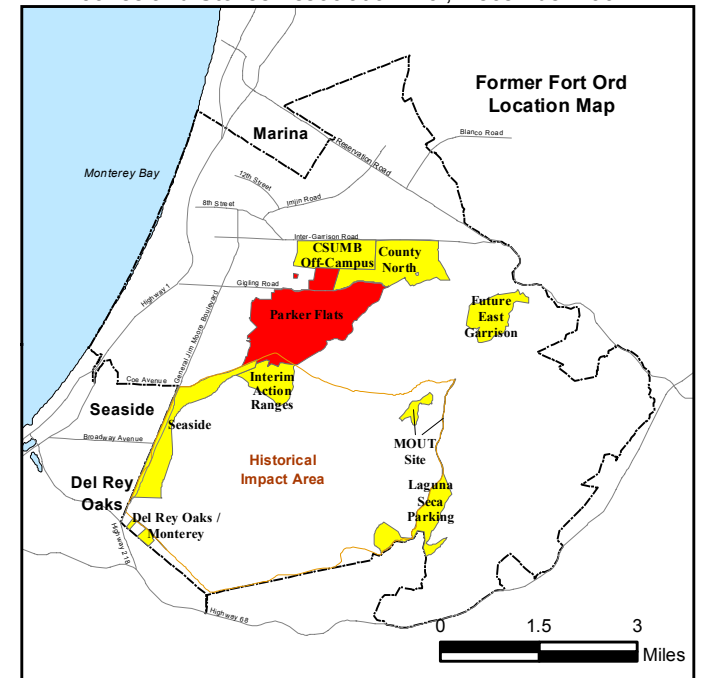 Former Fort Ord
Location Map
Marina
Blanco Road
Reservation Road
Monterey Bay
12th Street
Imjin Road
8th Street
Inter-Garrison Road
CSUMB
Off-Campus
County
North
Gigling Road
Highway 1
General Jim Moore Boulevard
Parker Flats
Future
East
Garrison
Coe Avenue
Interim
Action
Ranges
Seaside
Seaside
Broadway Avenue
MOUT
Site
Historical
Impact Area
Del Rey
Oaks
Laguna
Seca
Parking
Del Rey Oaks /
Monterey
Highway 218
Highway 68
0 1.5 3
Miles